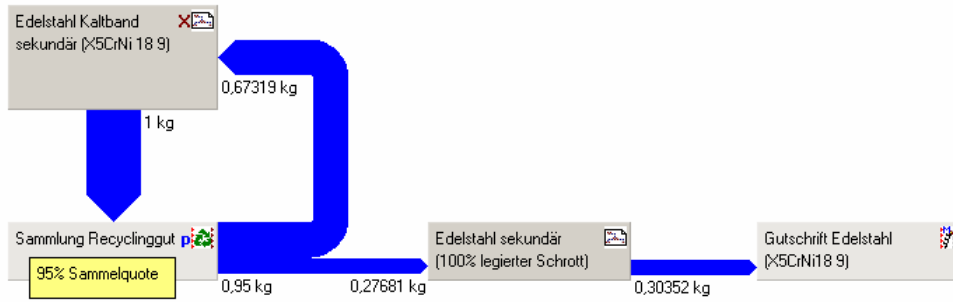 Edelstahl Kaltband
sekundär (X5CrNi 18 9)
0,67319 kg
1 kg
Sammlung Recyclinggut p
95% Sammelquote
0,95 kg
0,27681 kg
Edelstahl sekundär
(100% legierter Schrott)
0,30352 kg
Gutschrift Edelstahl
(X5CrNi18 9)